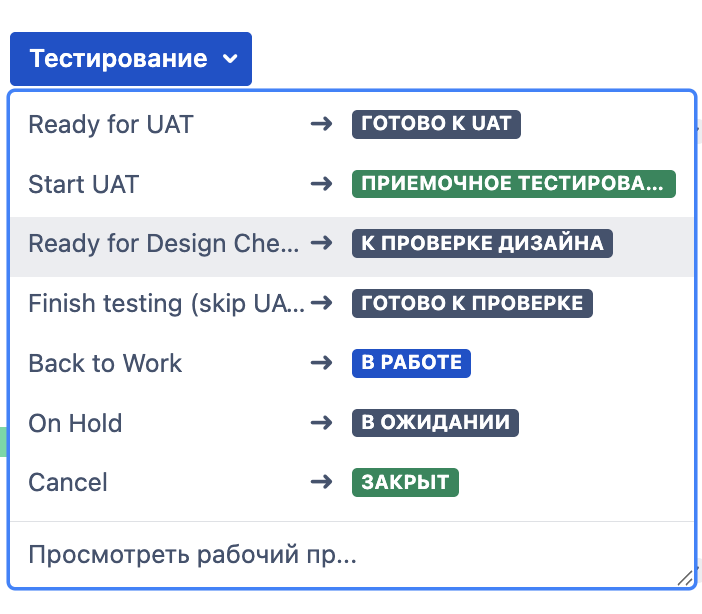 Тестирование
Ready for UAT → ГОТОВО К UAT
Start UAT → ПРИЕМОЧНОЕ ТЕСТИРОВА...
Ready for Design Che... → К ПРОВЕРКЕ ДИЗАЙНА
Finish testing (skip UA... → ГОТОВО К ПРОВЕРКЕ
Back to Work → В РАБОТЕ
On Hold → В ОЖИДАНИИ
Cancel → ЗАКРЫТ
Просмотреть рабочий пр...